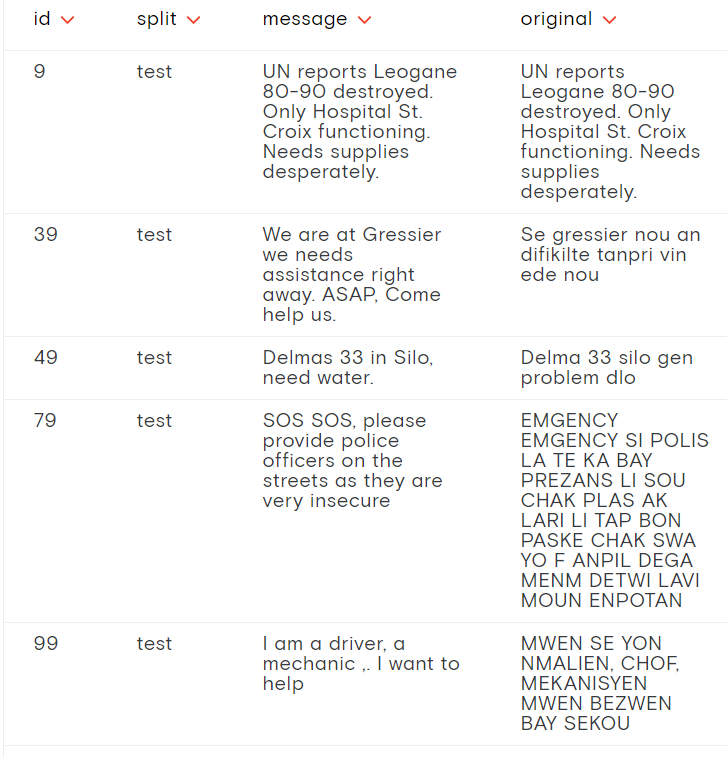 id split message original
9 test UN reports Leogane 80-90 destroyed. Only Hospital St. Croix functioning. Needs supplies desperately. UN reports Leogane 80-90 destroyed. Only Hospital St. Croix functioning. Needs supplies desperately.
39 test We are at Gressier we needs assistance right away. ASAP, Come help us. Se gressier nou an difikilte tanpri vin ede nou
49 test Delmas 33 in Silo, need water. Delma 33 silo gen problem dlo
79 test SOS SOS, please provide police officers on the streets as they are very insecure EMGENCY EMGENCY SI POLIS LA TE KA BAY PREZANS LI SOU CHAK PLAS AK LARI LI TAP BON PASKE CHAK SWA YO F ANPIL DEGA MENM DETWI LAVI MOUN ENPOTAN
99 test I am a driver, a mechanic ,. I want to help MWEN SE YON NMALIEN, CHOF, MEKANISYEN MWEN BEZWEN BAY SEKOU